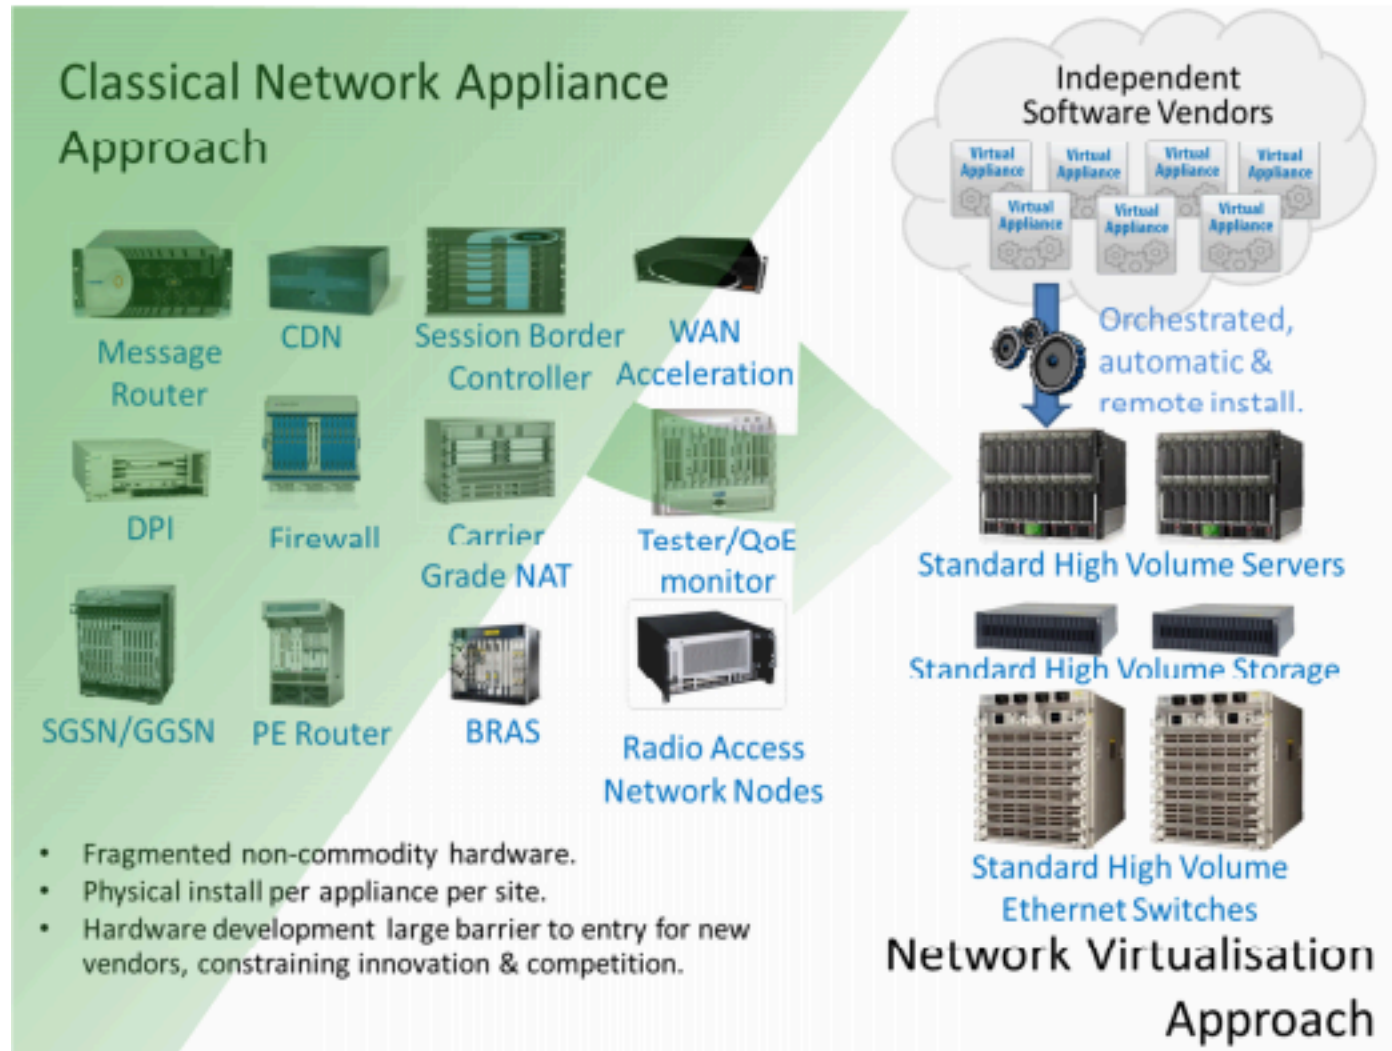 Classical Network Appliance
Approach
Message
Router
CDN
Session Border
Controller
WAN
Acceleration
DPI
Firewall
Carrier
Grade NAT
Tester/QoE
monitor
SGSN/GGSN
PE Router
BRAS
Radio Access
Network Nodes
• Fragmented non-commodity hardware.
• Physical install per appliance per site.
• Hardware development large barrier to entry for new
vendors, constraining innovation & competition.
Independent
Software Vendors
Virtual
Appliance
Virtual
Appliance
Virtual
Appliance
Virtual
Appliance
Virtual
Appliance
Virtual
Appliance
Virtual
Appliance
Orchestrated,
automatic &
remote install.
Standard High Volume Servers
Standard High Volume Storage
Standard High Volume
Ethernet Switches
Network Virtualisation
Approach